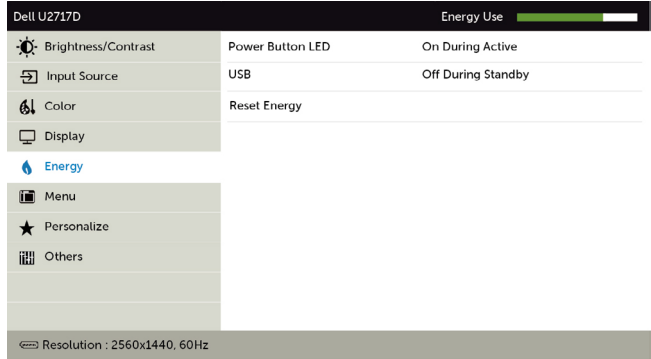 Dell U2717D Energy Use
Brightness/Contrast Power Button LED On During Active
Input Source USB Off During Standby
Color Reset Energy
Display
Energy
Menu
Personalize
Others
Resolution : 2560x1440, 60Hz